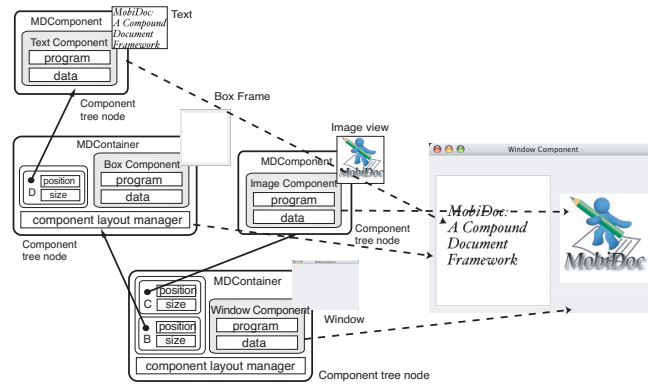 MDComponent
MobiDoc:
A Compound
Document
Framework
Text
Text Component
program
data
Component
tree node
Box Frame
MDContainer
Box Component
program
data
D
position
size
component layout manager
Component
tree node
Image view
MobiDoc
MDComponent
Image Component
program
data
Component
tree node
MDContainer
Window Component
program
data
C
position
size
B
position
size
component layout manager
Window
Component tree node
Window Component
MobiDoc:
A Compound
Document
Framework
MobiDoc